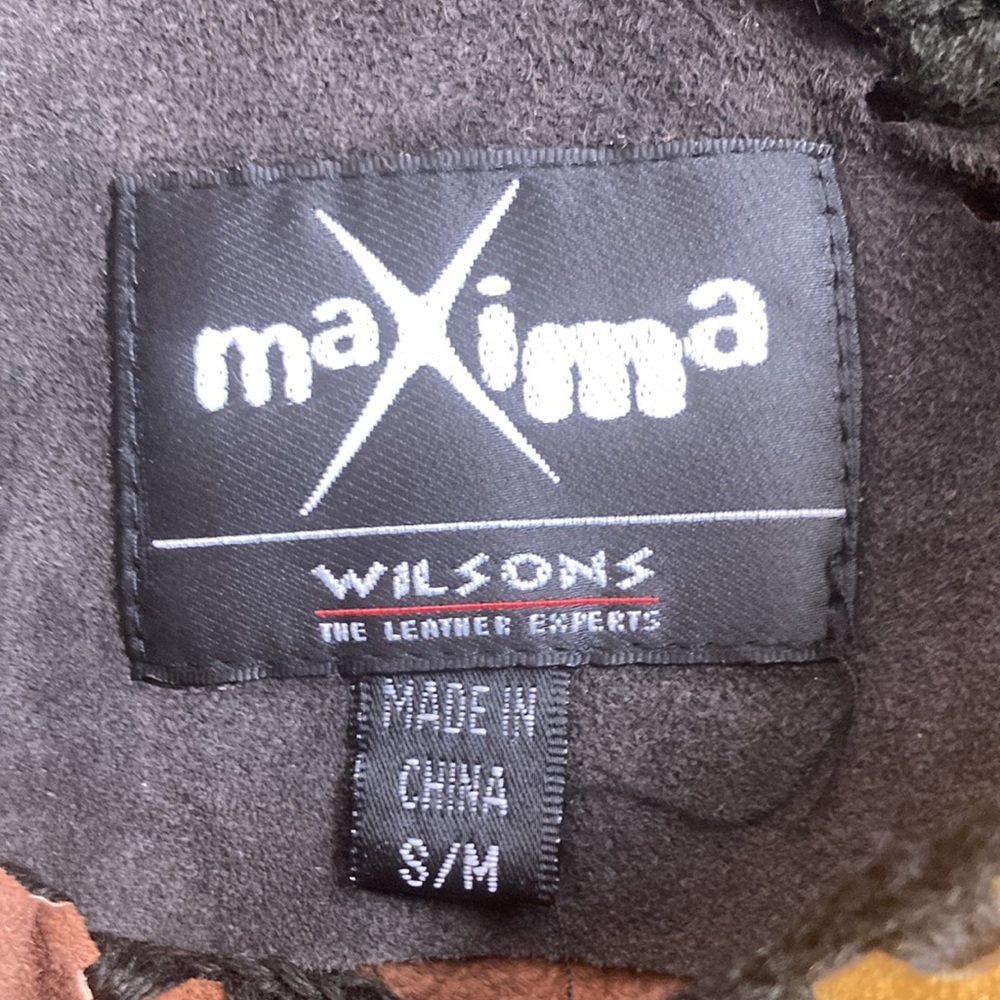 maXima
WILSONS
THE LEATHER EXPERTS
MADE IN
CHINA
S/M